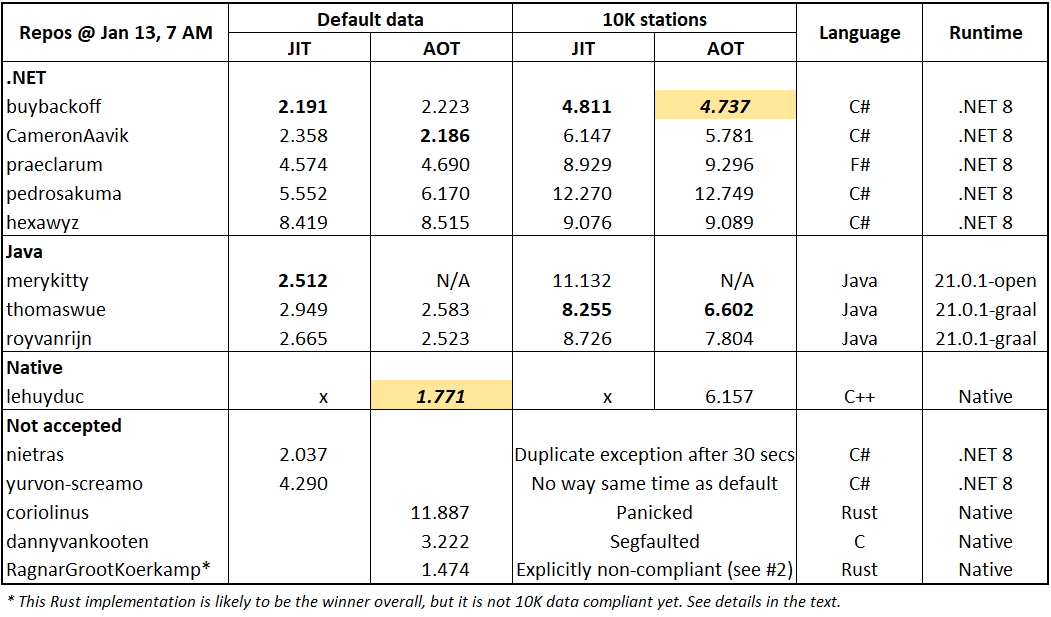 Repos @ Jan 13, 7 AM Default data 10K stations Language Runtime
JIT AOT JIT AOT
.NET
buybackoff 2.191 2.223 4.811 4.737 C# .NET 8
CameronAavik 2.358 2.186 6.147 5.781 C# .NET 8
praeclarum 4.574 4.690 8.929 9.296 F# .NET 8
pedrosakuma 5.552 6.170 12.270 12.749 C# .NET 8
hexawyz 8.419 8.515 9.076 9.089 C# .NET 8
Java
merykitty 2.512 N/A 11.132 N/A Java 21.0.1-open
thomaswue 2.949 2.583 8.255 6.602 Java 21.0.1-graal
royvanrijn 2.665 2.523 8.726 7.804 Java 21.0.1-graal
Native
lehuyduc x 1.771 x 6.157 C++ Native
Not accepted
nietras 2.037 Duplicate exception after 30 secs C# .NET 8
yurvon-screamo 4.290 No way same time as default C# .NET 8
coriolinus 11.887 Panicked Rust Native
dannyvankooten 3.222 Segfaulted C Native
RagnarGrootKoerkamp* 1.474 Explicitly non-compliant (see #2) Rust Native
* This Rust implementation is likely to be the winner overall, but it is not 10K data compliant yet. See details in the text.